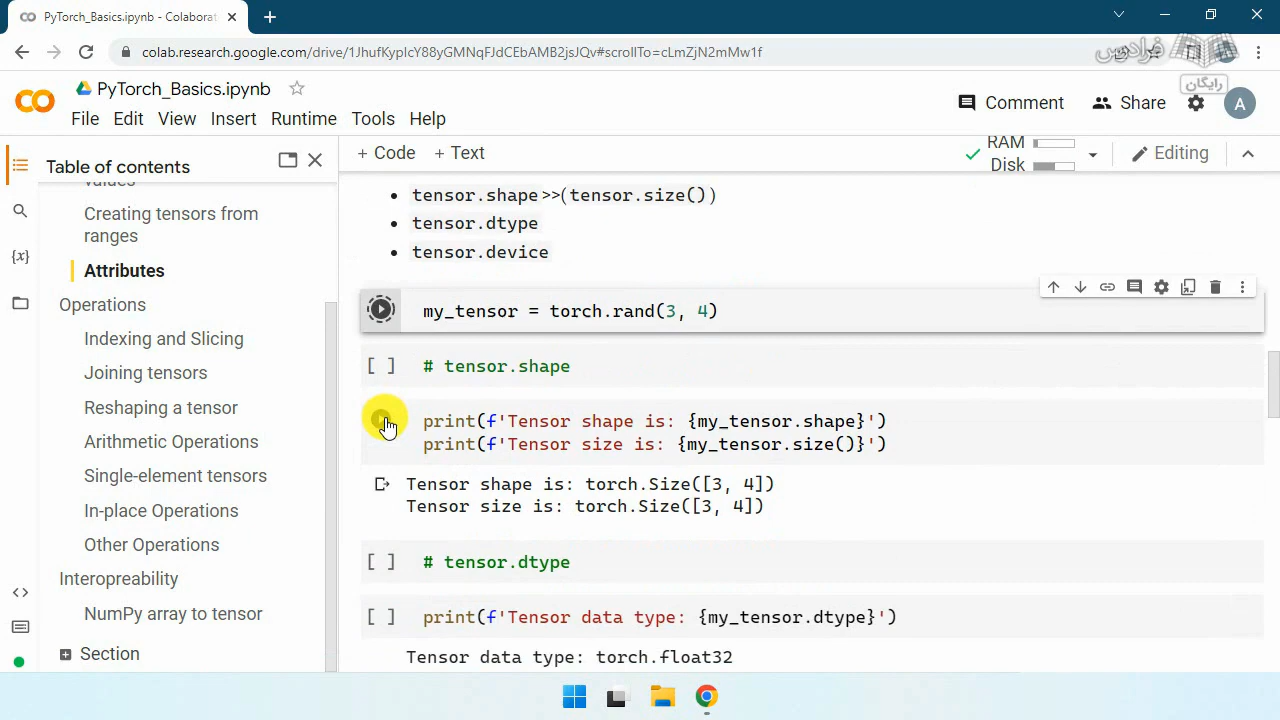 PyTorch_Basics.ipynb - Colaborat
colab.research.google.com/drive/1JhufKypIcY88yGMNqFJdCEbAMB2jsJQv#scrollTo=cLmZjN2mMw1f
فرادرس
رایگان
PyTorch_Basics.ipynb
File Edit View Insert Runtime Tools Help
Comment Share A
Table of contents
values
Creating tensors from
ranges
Attributes
Operations
Indexing and Slicing
Joining tensors
Reshaping a tensor
Arithmetic Operations
Single-element tensors
In-place Operations
Other Operations
Interopreability
NumPy array to tensor
Section
+ Code + Text
RAM
Disk
Editing
• tensor.shape >>(tensor.size())
• tensor.dtype
• tensor.device
my_tensor = torch.rand(3, 4)
[ ] # tensor.shape
print(f'Tensor shape is: {my_tensor.shape}')
print(f'Tensor size is: {my_tensor.size()}')
Tensor shape is: torch.Size([3, 4])
Tensor size is: torch.Size([3, 4])
[ ] # tensor.dtype
[ ] print(f'Tensor data type: {my_tensor.dtype}')
Tensor data type: torch.float32